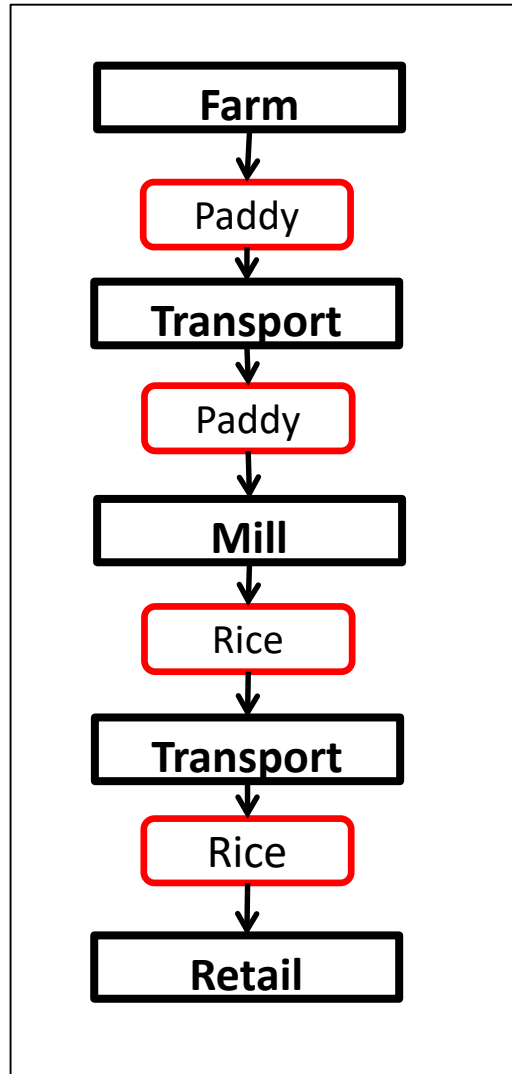 Farm
Paddy
Transport
Paddy
Mill
Rice
Transport
Rice
Retail